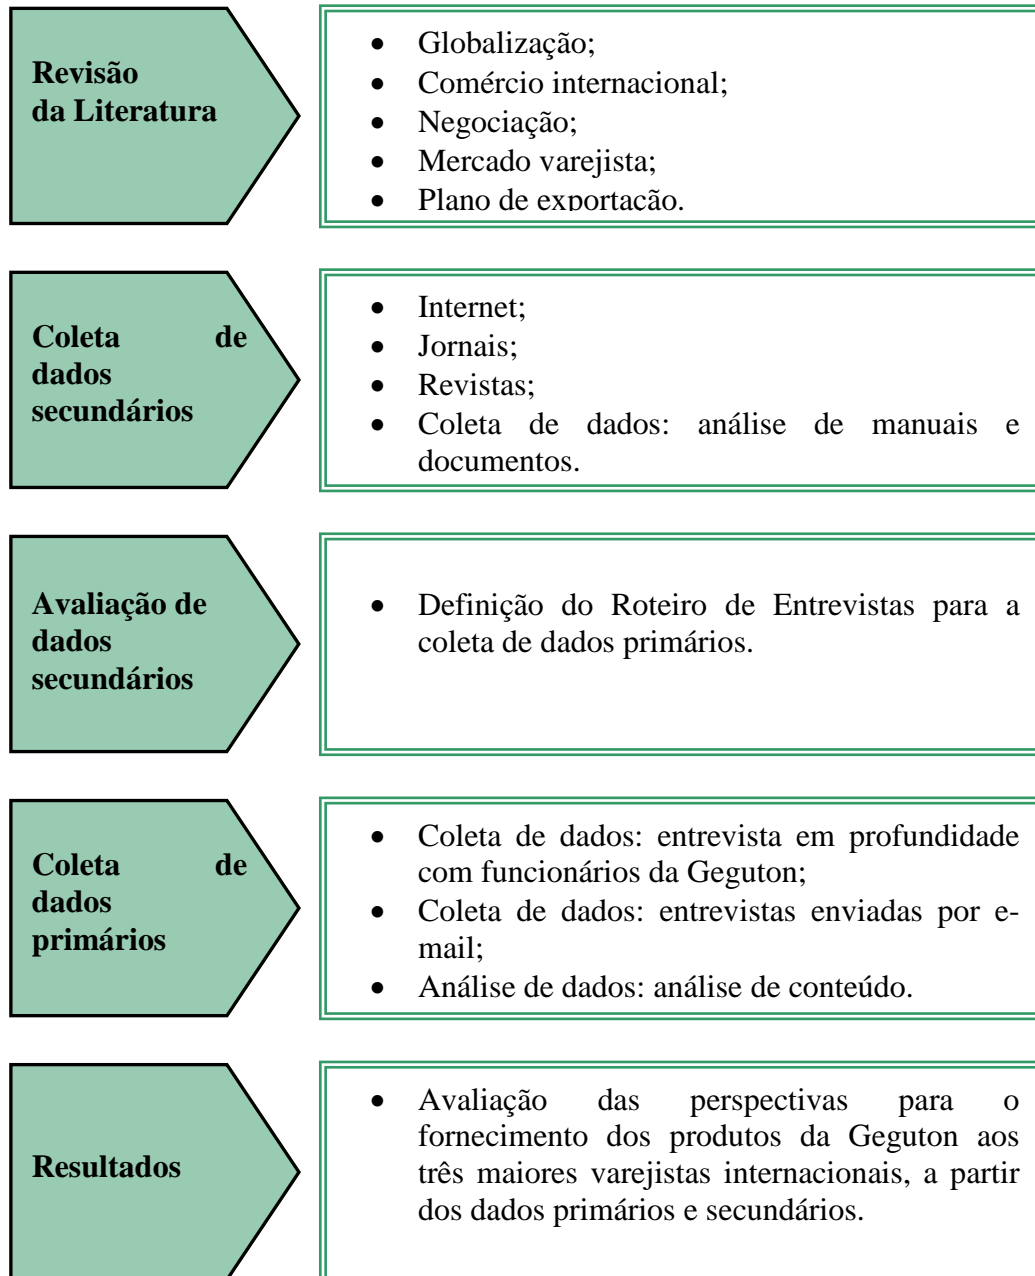 Revisão
da Literatura
• Globalização;
• Comércio internacional;
• Negociação;
• Mercado varejista;
• Plano de exportação.
Coleta de
dados
secundários
• Internet;
• Jornais;
• Revistas;
• Coleta de dados: análise de manuais e
documentos.
Avaliação de
dados
secundários
• Definição do Roteiro de Entrevistas para a
coleta de dados primários.
Coleta de
dados
primários
• Coleta de dados: entrevista em profundidade
com funcionários da Geguton;
• Coleta de dados: entrevistas enviadas por e-
mail;
• Análise de dados: análise de conteúdo.
Resultados
• Avaliação das perspectivas para o
fornecimento dos produtos da Geguton aos
três maiores varejistas internacionais, a partir
dos dados primários e secundários.